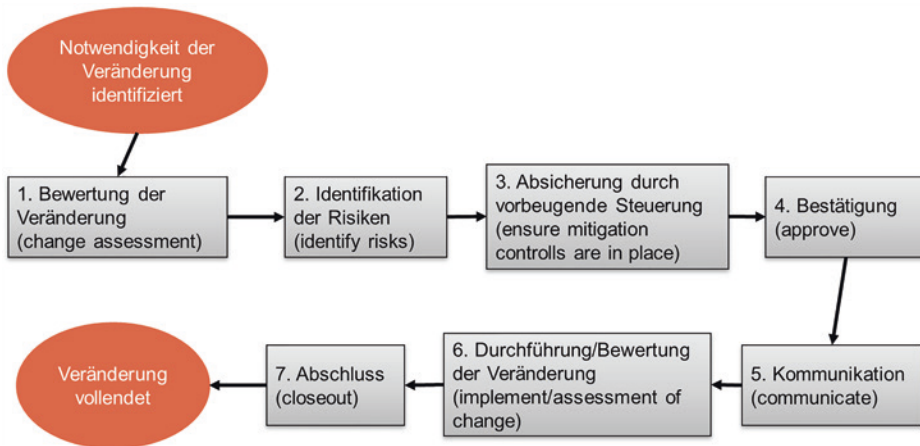 Notwendigkeit der
Veränderung
identifiziert
1. Bewertung der
Veränderung
(change assessment)
2. Identifikation
der Risiken
(identify risks)
3. Absicherung durch
vorbeugende Steuerung
(ensure mitigation
controlls are in place)
4. Bestätigung
(approve)
5. Kommunikation
(communicate)
6. Durchführung/Bewertung
der Veränderung
(implement/assessment of
change)
7. Abschluss
(closeout)
Veränderung
vollendet